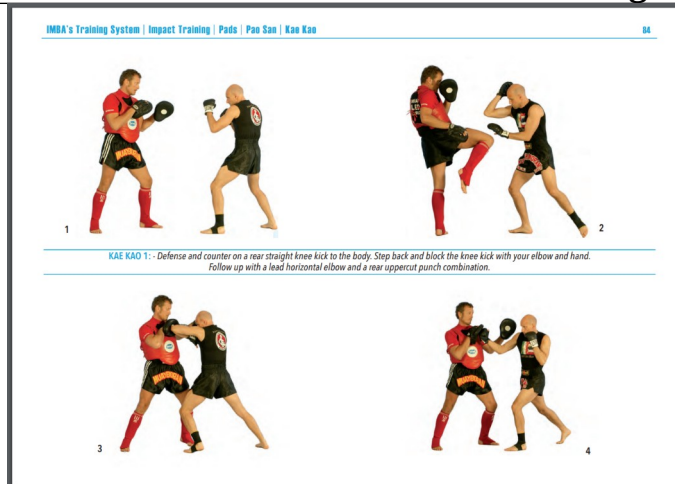 IMBA's Training System | Impact Training | Pads | Pao San | Kae Kao
84
1
2
KAE KAO 1: - Defense and counter on a rear straight knee kick to the body. Step back and block the knee kick with your elbow and hand.
Follow up with a lead horizontal elbow and a rear uppercut punch combination.
3
4